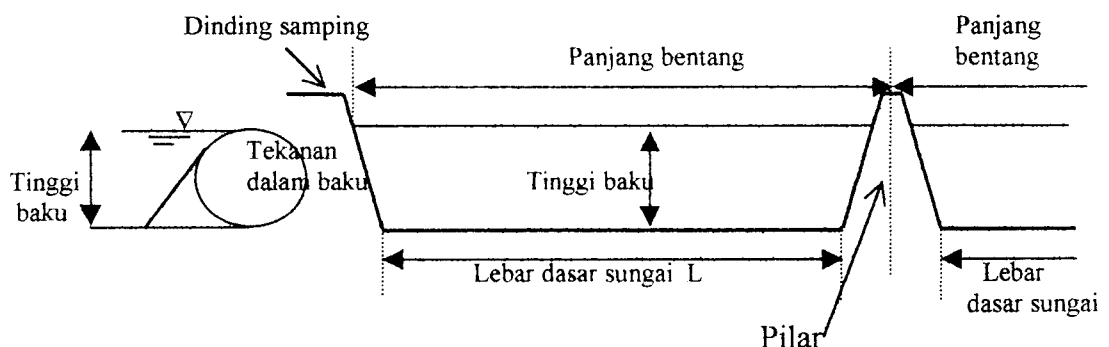 Dinding samping
Panjang bentang
Panjang
bentang
Tinggi
baku
Tekanan
dalam baku
Tinggi baku
Lebar dasar sungai L
Lebar
dasar sungai
Pilar